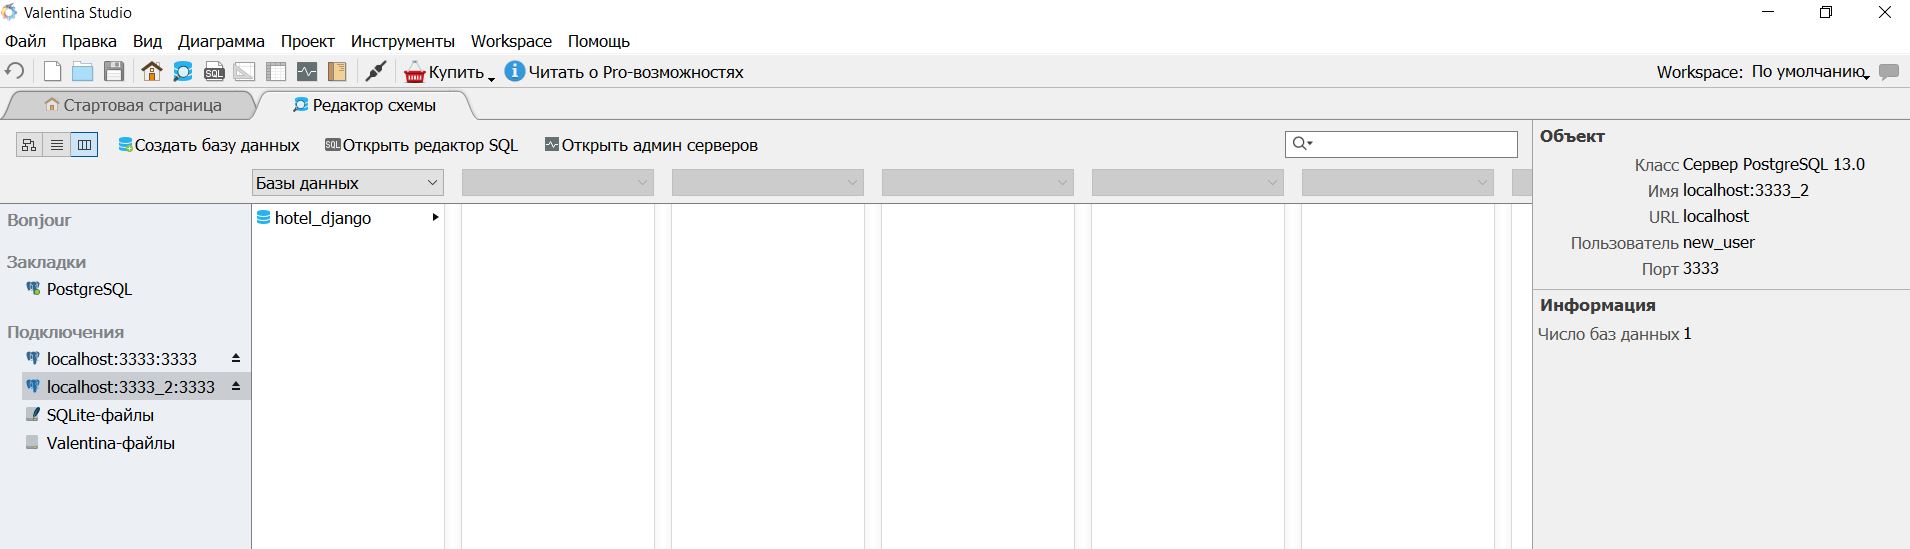 Valentina Studio
Файл Правка Вид Диаграмма Проект Инструменты Workspace Помощь
SQL Купить Читать о Pro-возможностях Workspace: По умолчанию
Стартовая страница Редактор схемы
Создать базу данных SQL Открыть редактор SQL Открыть админ серверов
Базы данных
Bonjour
Закладки
PostgreSQL
Подключения
localhost:3333:3333
localhost:3333_2:3333
SQLite-файлы
Valentina-файлы
hotel_django
Объект
Класс Сервер PostgreSQL 13.0
Имя localhost:3333_2
URL localhost
Пользователь new_user
Порт 3333
Информация
Число баз данных 1